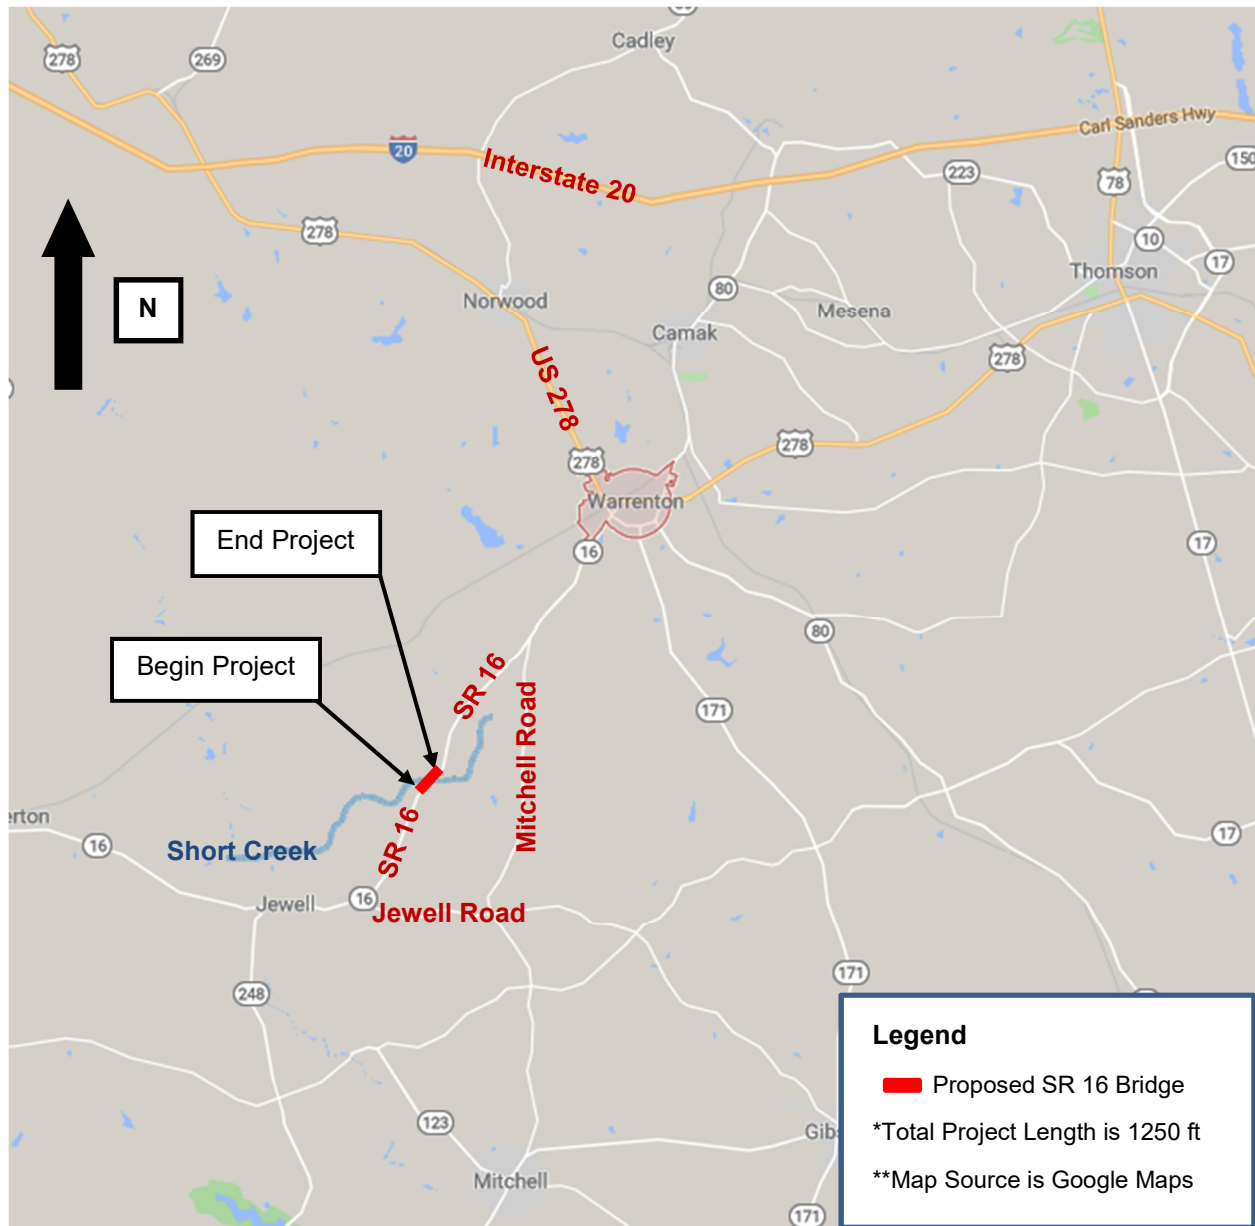 Cadley
278
269
Carl Sanders Hwy
20
Interstate 20
150
223
78
278
10
17
Thomson
N
Norwood
80
Mesena
Camak
278
US 278
278
278
Warrenton
End Project
16
17
Begin Project
80
SR 16
Mitchell Road
171
erton
16
SR 16
17
Short Creek
Jewell
16
Jewell Road
171
248
Legend
Proposed SR 16 Bridge
123
Gibs
*Total Project Length is 1250 ft
Mitchell
**Map Source is Google Maps
171